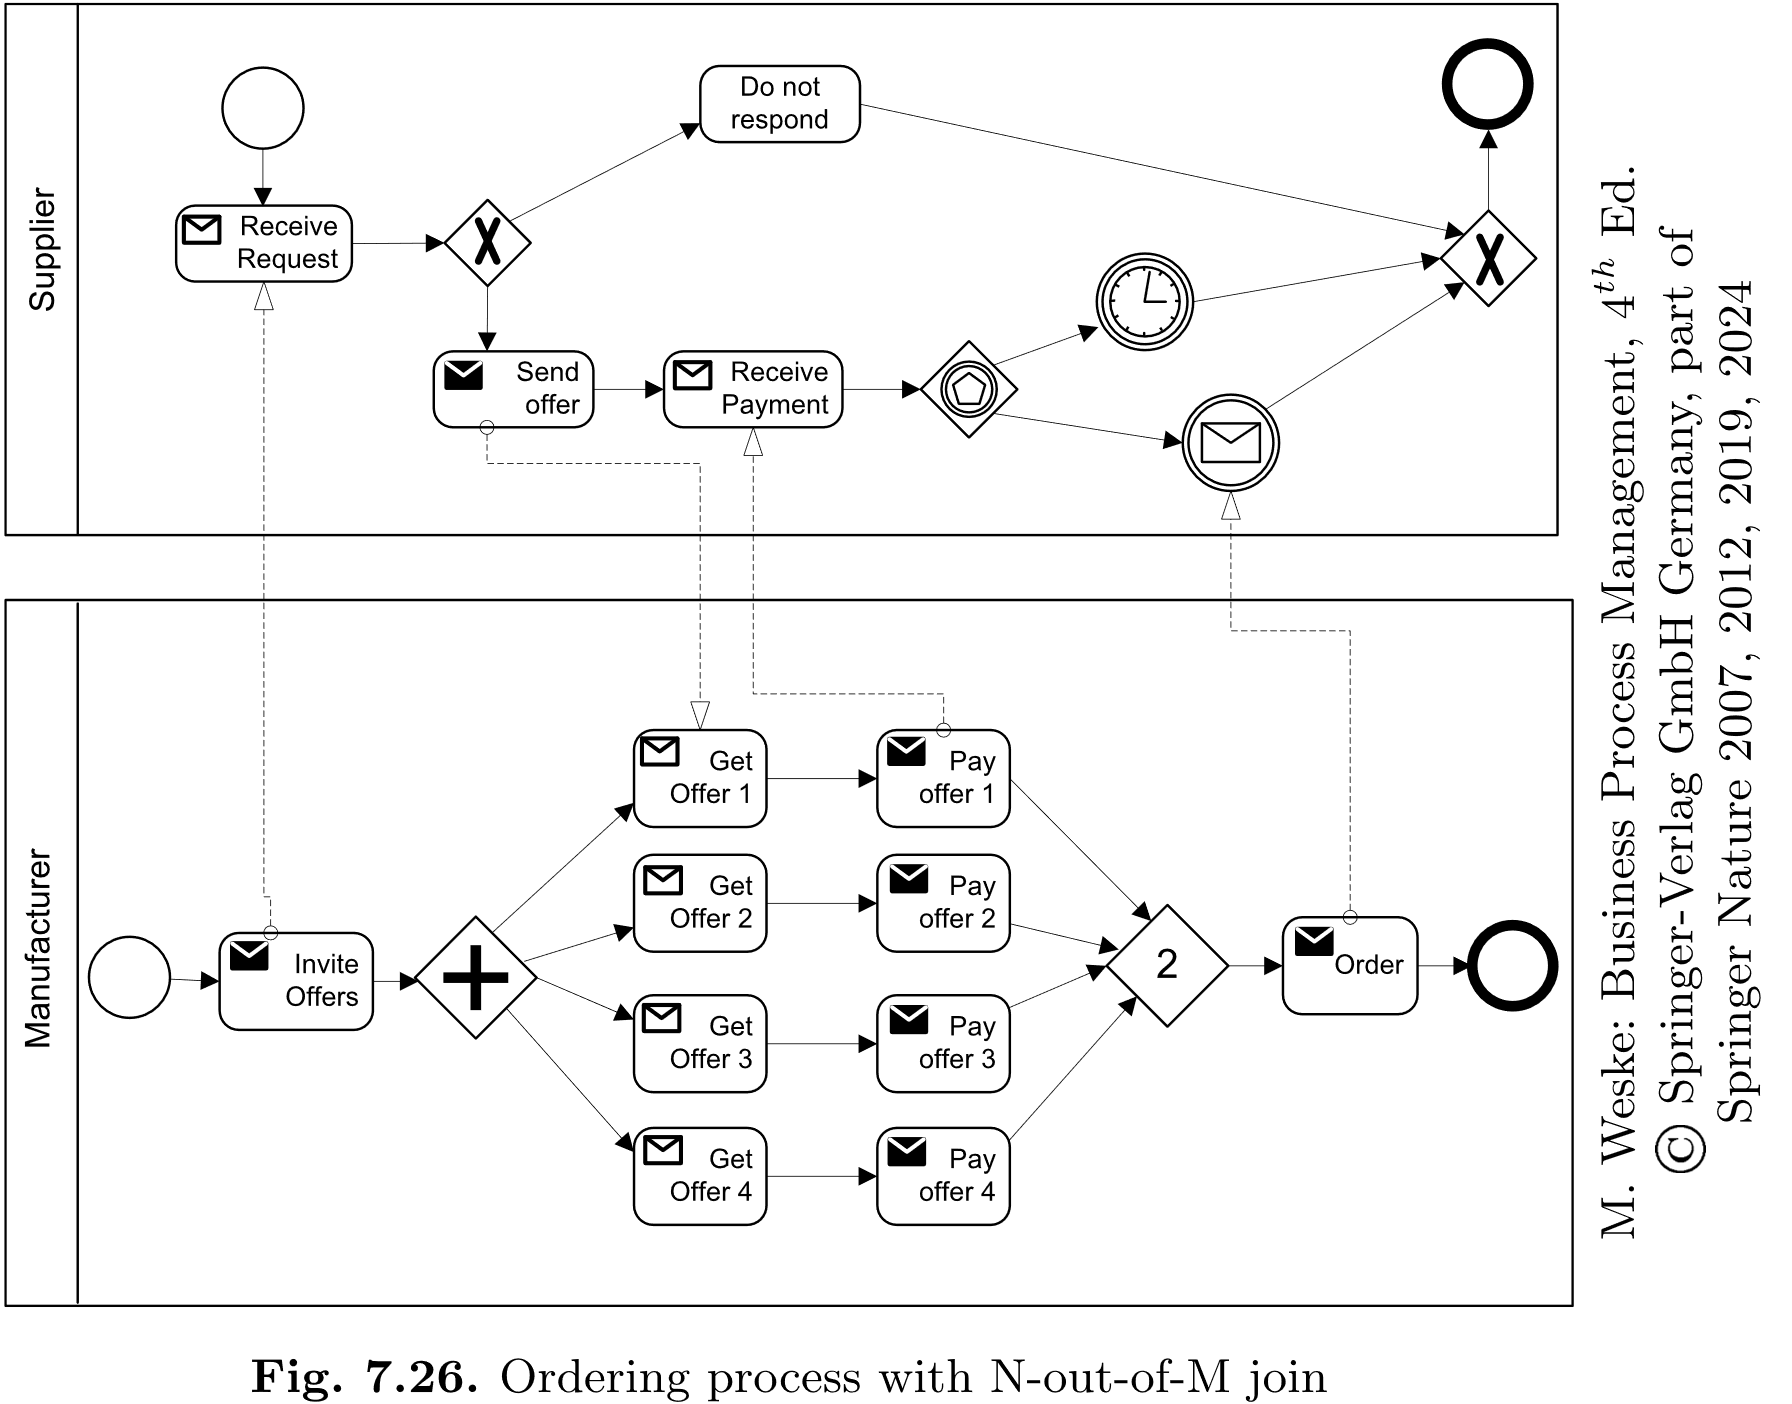 Supplier
Do not
respond
Receive
Request
Send
offer
Receive
Payment
Manufacturer
Invite
Offers
Get
Offer 1
Pay
offer 1
Get
Offer 2
Pay
offer 2
Get
Offer 3
Pay
offer 3
Get
Offer 4
Pay
offer 4
2
Order
M. Weske: Business Process Management, 4th Ed.
© Springer-Verlag GmbH Germany, part of
Springer Nature 2007, 2012, 2019, 2024
Fig. 7.26. Ordering process with N-out-of-M join